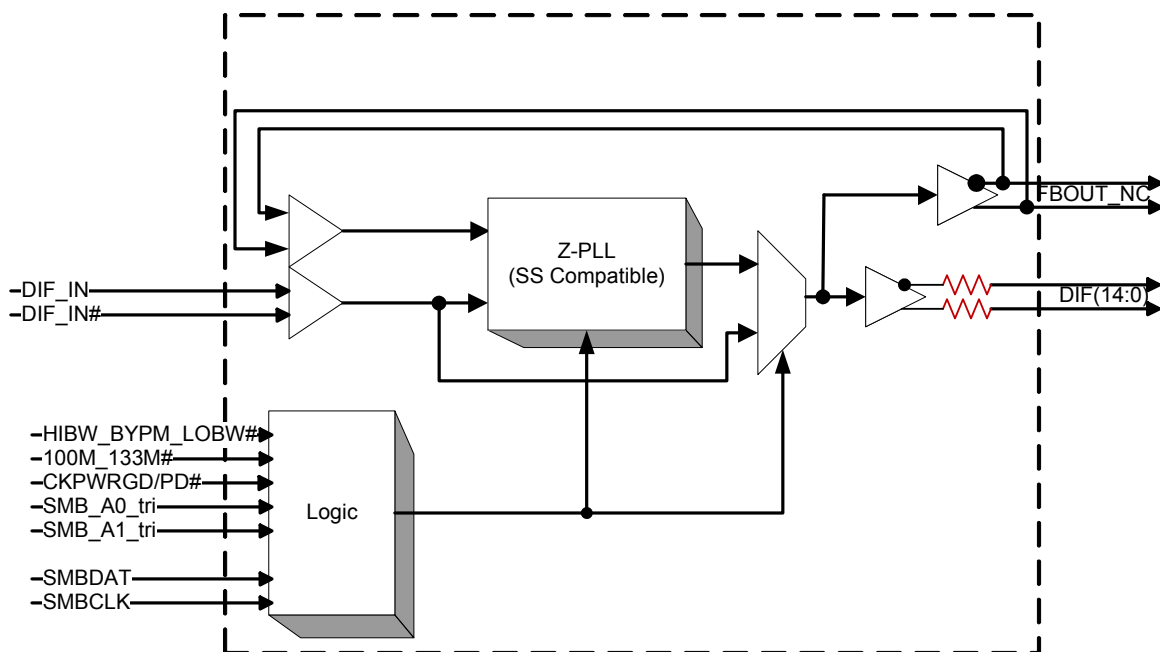 Z-PLL
(SS Compatible)
FBOUT_NC
DIF_IN
DIF_IN#
DIF(14:0)
HIBW_BYPM_LOBW#
100M_133M#
CKPWRGD/PD#
SMB_A0_tri
SMB_A1_tri
Logic
SMBDAT
SMBCLK